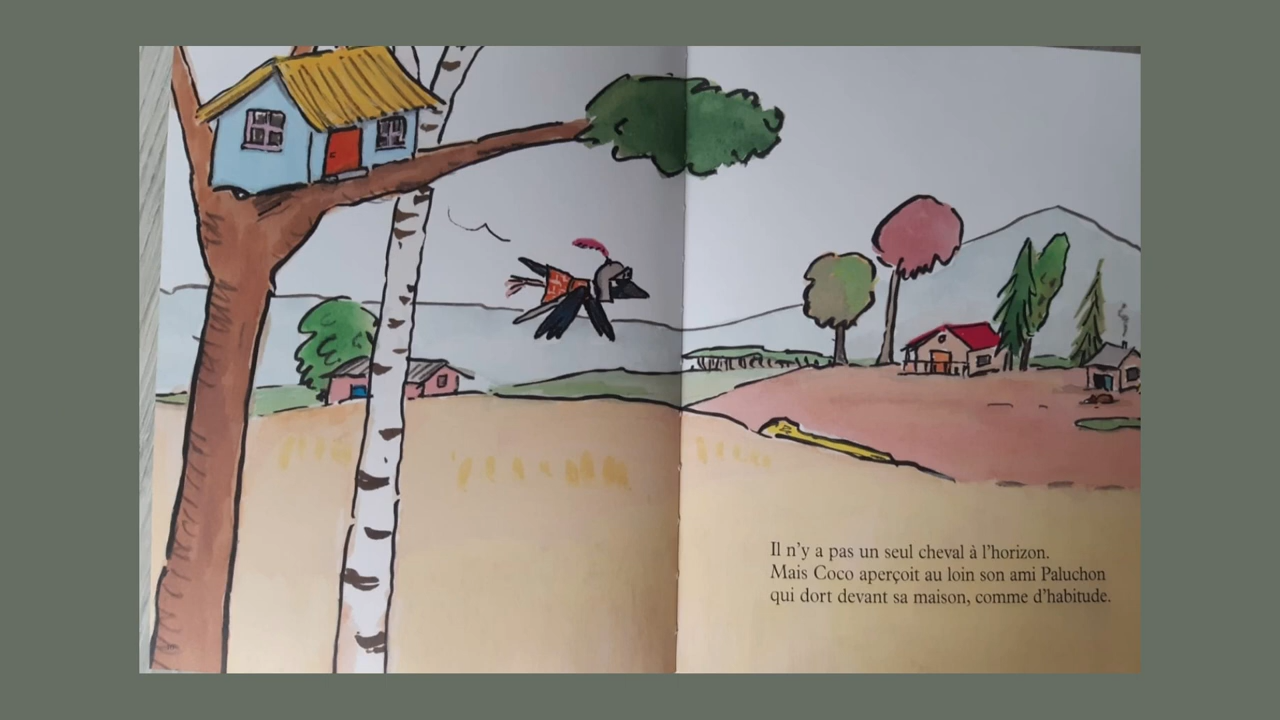 Il n’y a pas un seul cheval à l’horizon.
Mais Coco aperçoit au loin son ami Paluchon
qui dort devant sa maison, comme d’habitude.